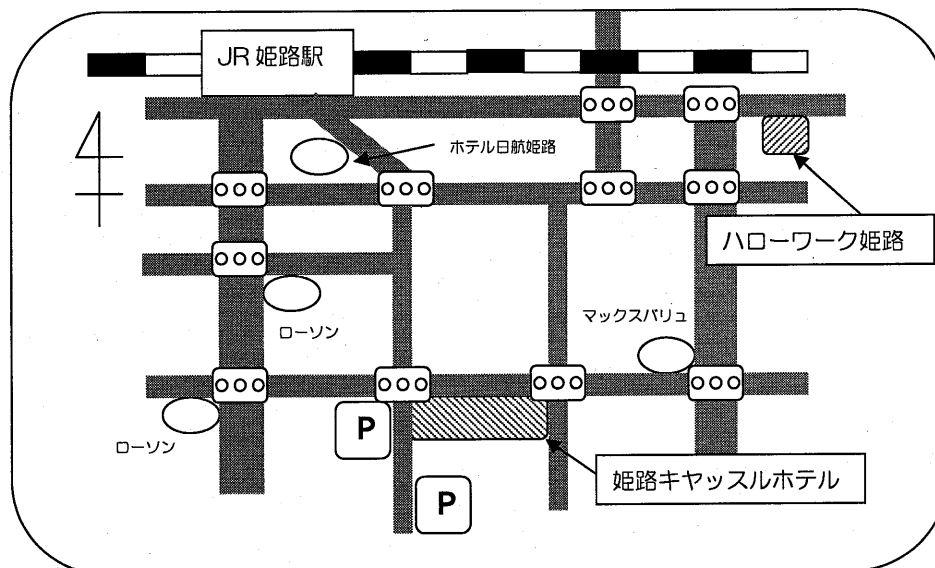 JR 姫路駅
ホテル日航姫路
ハローワーク姫路
マックスバリュ
ローソン
ローソン
P
姫路キャッスルホテル
P